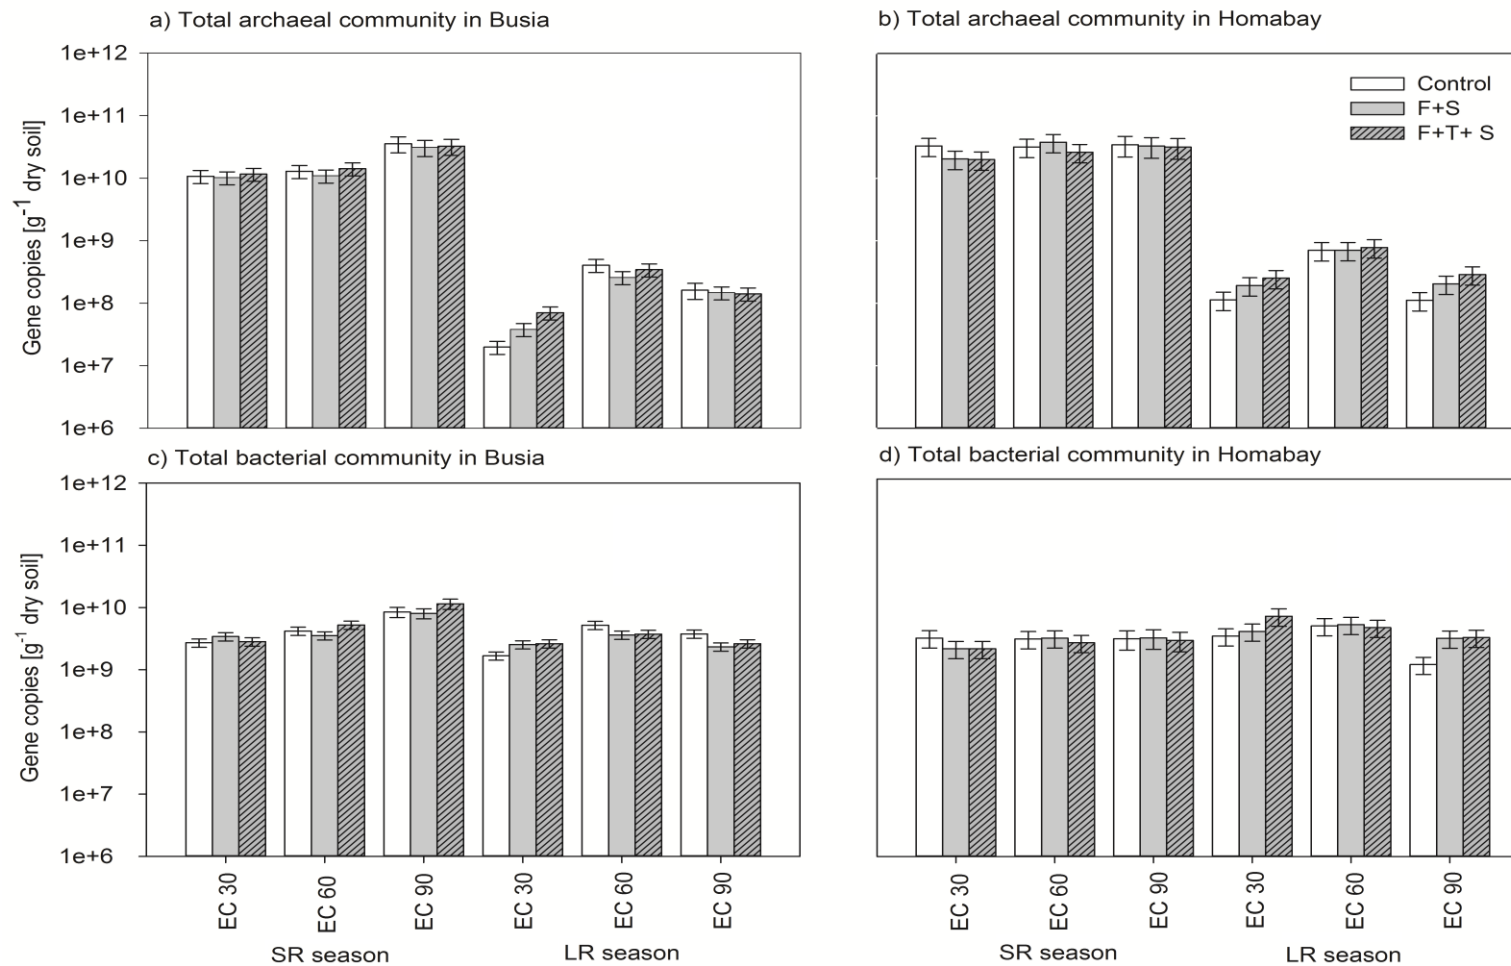 a) Total archaeal community in Busia
b) Total archaeal community in Homabay
Gene copies [g⁻¹ dry soil]
1e+12
1e+11
1e+10
1e+9
1e+8
1e+7
1e+6
Control
F+S
F+T+ S
c) Total bacterial community in Busia
d) Total bacterial community in Homabay
Gene copies [g⁻¹ dry soil]
1e+12
1e+11
1e+10
1e+9
1e+8
1e+7
1e+6
EC 30
EC 60
EC 90
EC 30
EC 60
EC 90
EC 30
EC 60
EC 90
EC 30
EC 60
EC 90
SR season
LR season
SR season
LR season